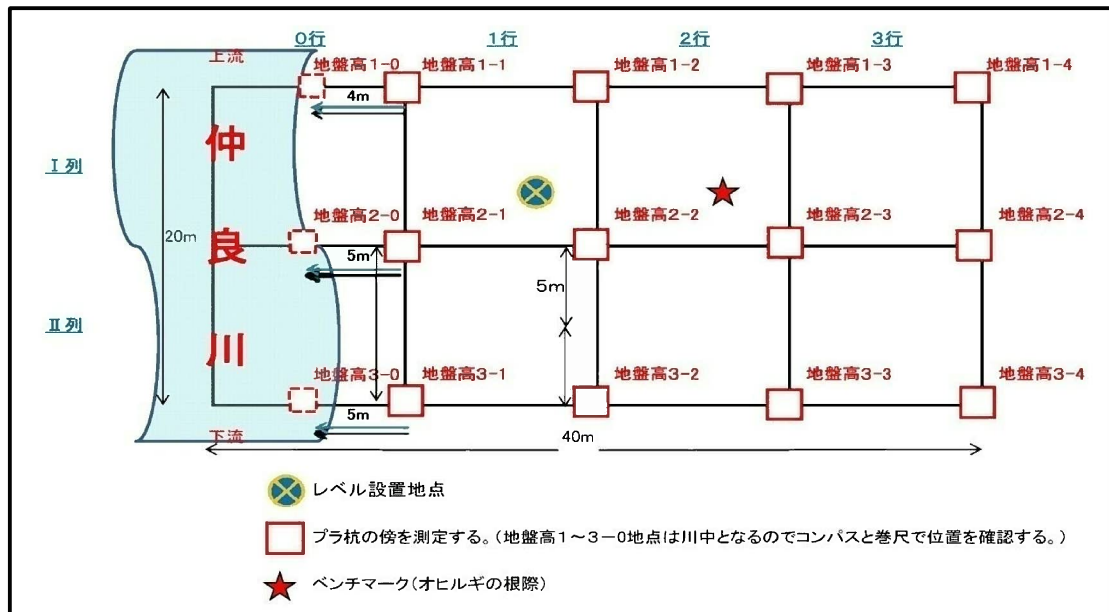 0行 1行 2行 3行
上流
地盤高1-0 地盤高1-1 地盤高1-2 地盤高1-3 地盤高1-4
4m
仲良川
Ⅰ列
地盤高2-0 地盤高2-1 地盤高2-2 地盤高2-3 地盤高2-4
20m
5m
5m
Ⅱ列
地盤高3-0 地盤高3-1 地盤高3-2 地盤高3-3 地盤高3-4
5m
下流
40m
レベル設置地点
プラ杭の傍を測定する。(地盤高1～3－0地点は川中となるのでコンパスと巻尺で位置を確認する。)
ベンチマーク(オヒルギの根際)